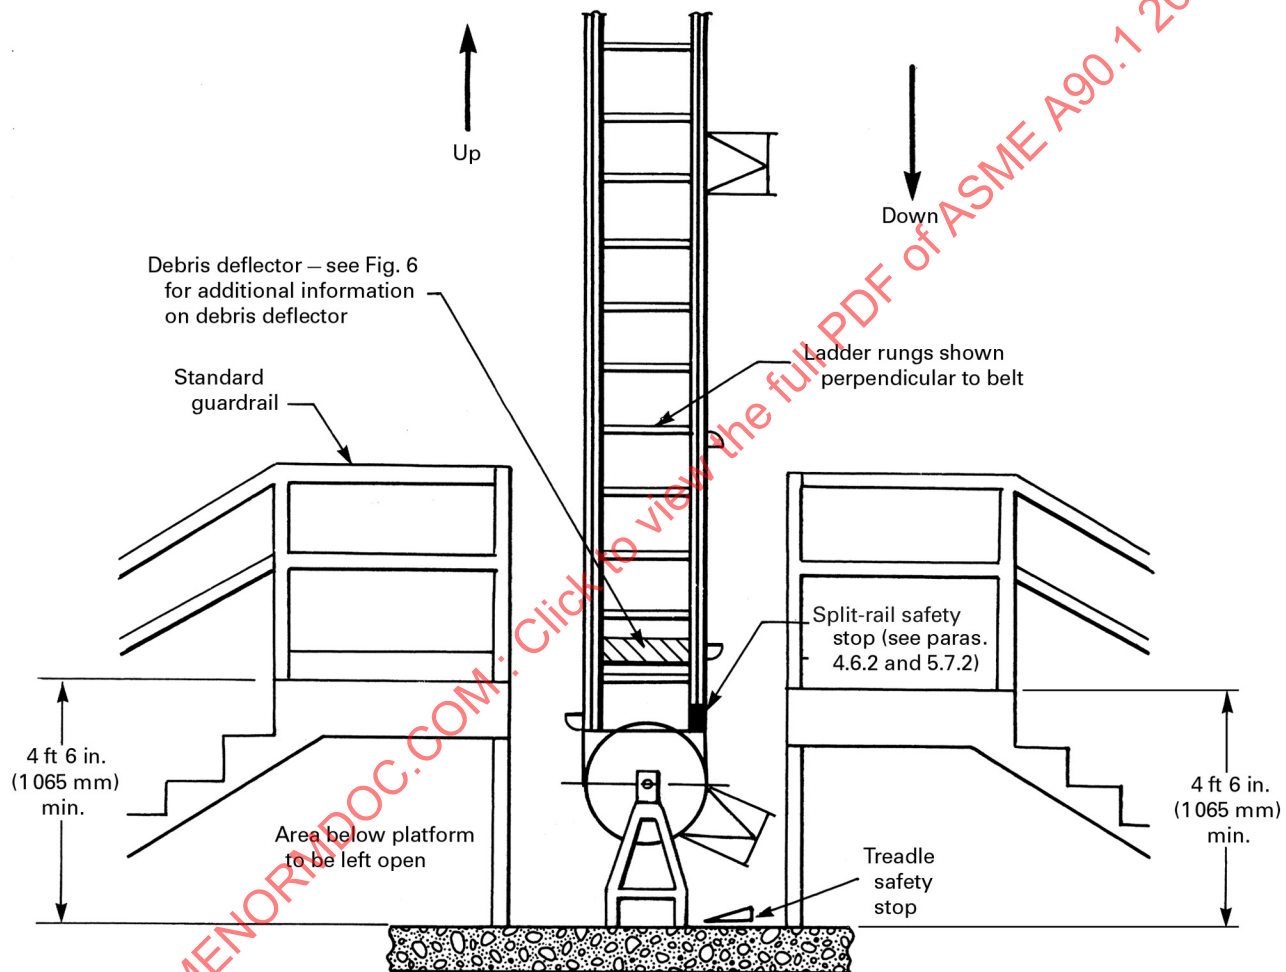 Up
Down
Debris deflector — see Fig. 6
for additional information
on debris deflector
Standard
guardrail
Ladder rungs shown
perpendicular to belt
Split-rail safety
stop (see paras.
4.6.2 and 5.7.2)
4 ft 6 in.
(1 065 mm)
min.
4 ft 6 in.
(1 065 mm)
min.
Area below platform
to be left open
Treadle
safety
stop
MENORMDOC.COM : Click to view the full PDF of ASME A90.1 20